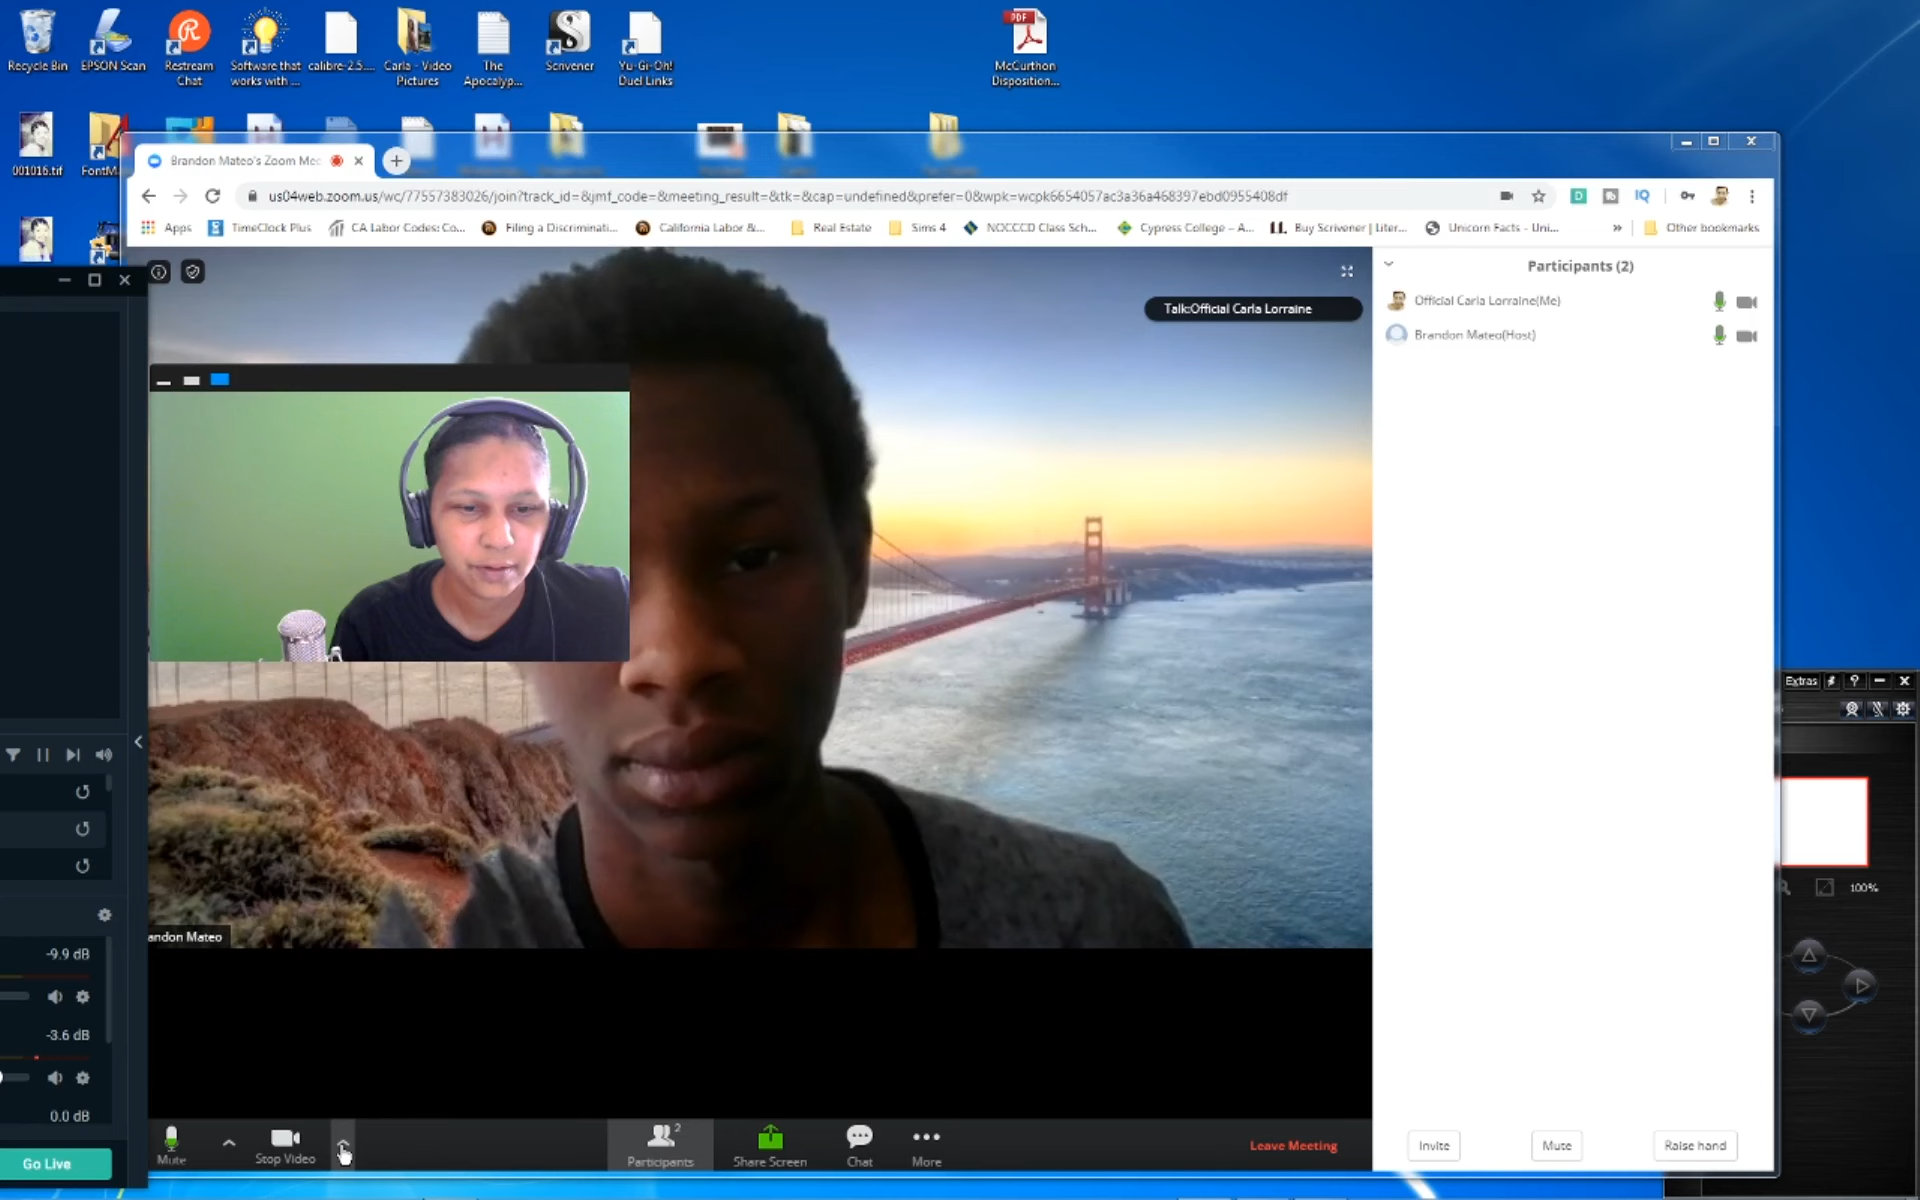 Recycle Bin
EPSON Scan
Restream Chat
Software that works with ...
calibre-2.5....
Carla - Video Pictures
The Apocalyp...
Scrivener
Yu-Gi-Oh! Duel Links
PDF
McCurthon Disposition...
001016.tif
FontM
Brandon Mateo's Zoom Mee
us04web.zoom.us/wc/77557383026/join?track_id=&jmf_code=&meeting_result=&tk=&cap=undefined&prefer=0&wpk=wcpk6654057ac3a36a468397ebd0955408df
Apps
TimeClock Plus
CA Labor Codes: Co...
Filing a Discriminati...
California Labor &...
Real Estate
Sims 4
NOCCCD Class Sch...
Cypress College – A...
Buy Scrivener | Liter...
Unicorn Facts - Uni...
Other bookmarks
Participants (2)
Talk:Official Carla Lorraine
Official Carla Lorraine(Me)
Brandon Mateo(Host)
andon Mateo
Extras
100%
-9.9 dB
-3.6 dB
0.0 dB
Go Live
Mute
Stop Video
2
Participants
Share Screen
Chat
More
Leave Meeting
Invite
Mute
Raise hand